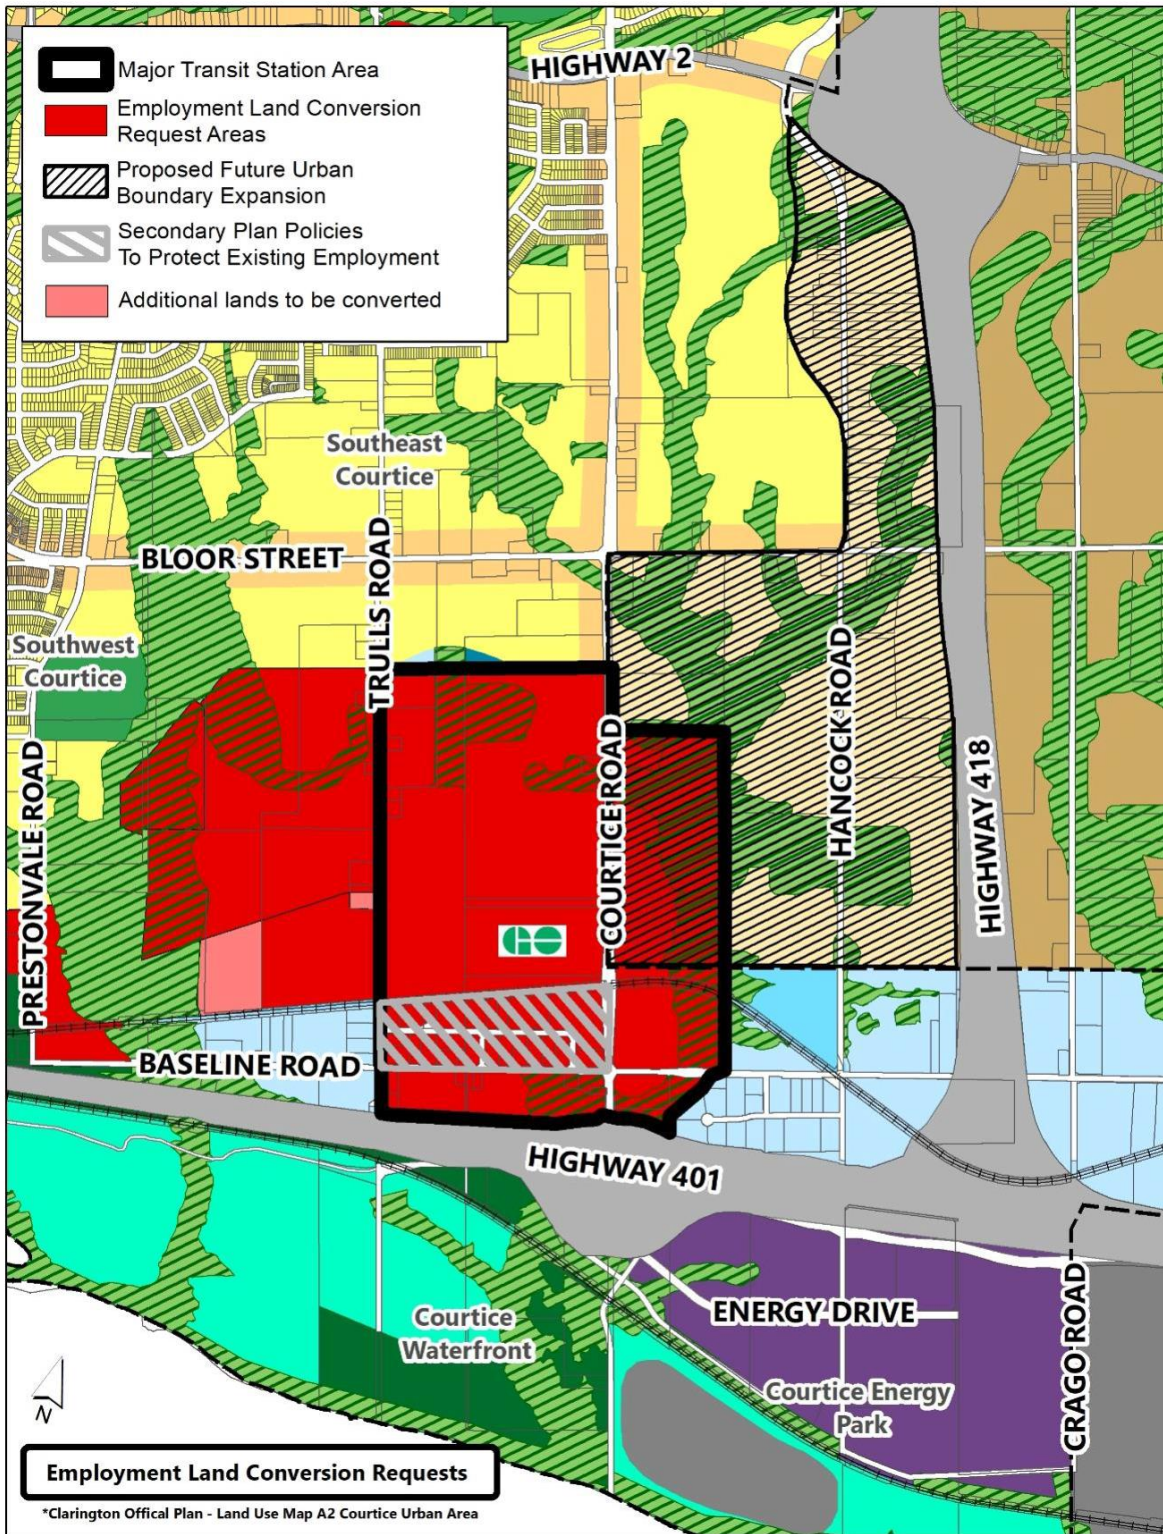 HIGHWAY 2
Major Transit Station Area
Employment Land Conversion
Request Areas
Proposed Future Urban
Boundary Expansion
Secondary Plan Policies
To Protect Existing Employment
Additional lands to be converted
Southeast
Courtice
BLOOR STREET
TRULLS ROAD
Southwest
Courtice
PRESTONVALE ROAD
COURTICE ROAD
HANCOCK ROAD
HIGHWAY 418
GO
BASELINE ROAD
HIGHWAY 401
ENERGY DRIVE
CRAGO ROAD
Courtice
Waterfront
Courtice Energy
Park
N
Employment Land Conversion Requests
*Clarington Offical Plan - Land Use Map A2 Courtice Urban Area